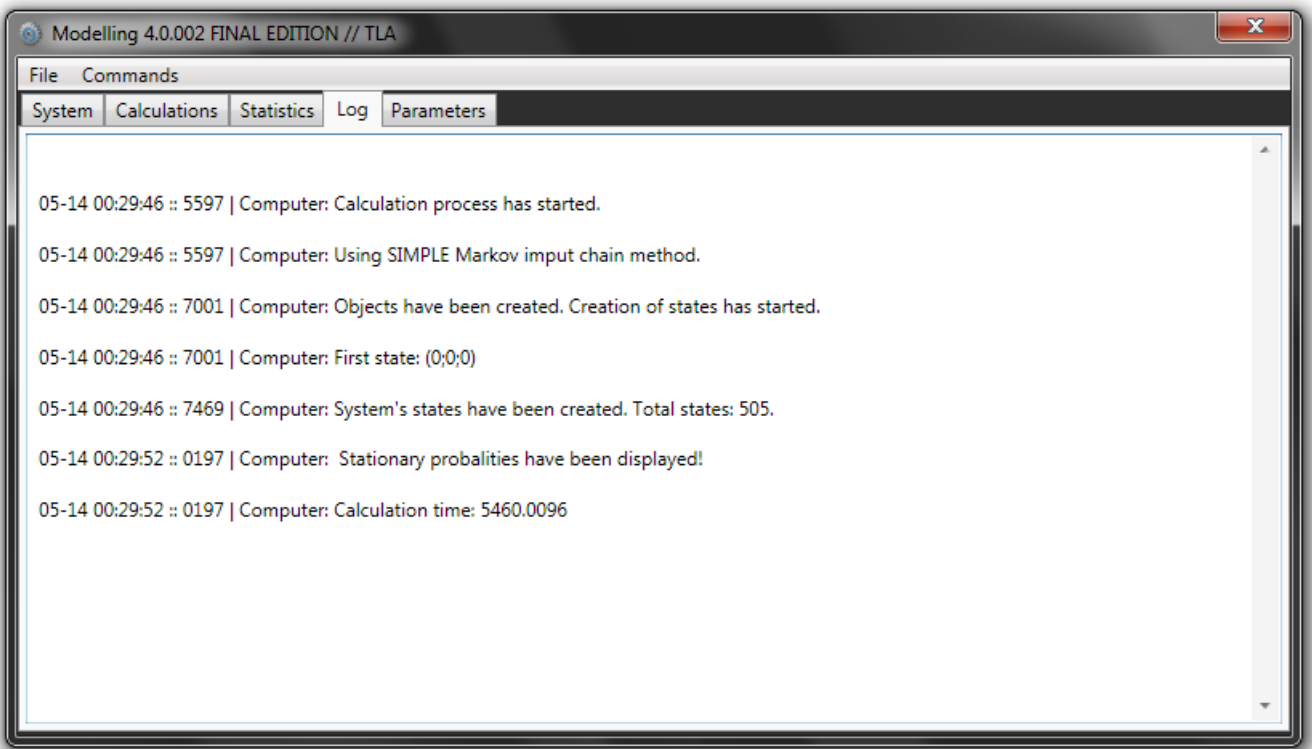 Modelling 4.0.002 FINAL EDITION // TLA
X
File Commands
System Calculations Statistics Log Parameters
05-14 00:29:46 :: 5597 | Computer: Calculation process has started.
05-14 00:29:46 :: 5597 | Computer: Using SIMPLE Markov imput chain method.
05-14 00:29:46 :: 7001 | Computer: Objects have been created. Creation of states has started.
05-14 00:29:46 :: 7001 | Computer: First state: (0;0;0)
05-14 00:29:46 :: 7469 | Computer: System's states have been created. Total states: 505.
05-14 00:29:52 :: 0197 | Computer:  Stationary probalities have been displayed!
05-14 00:29:52 :: 0197 | Computer: Calculation time: 5460.0096